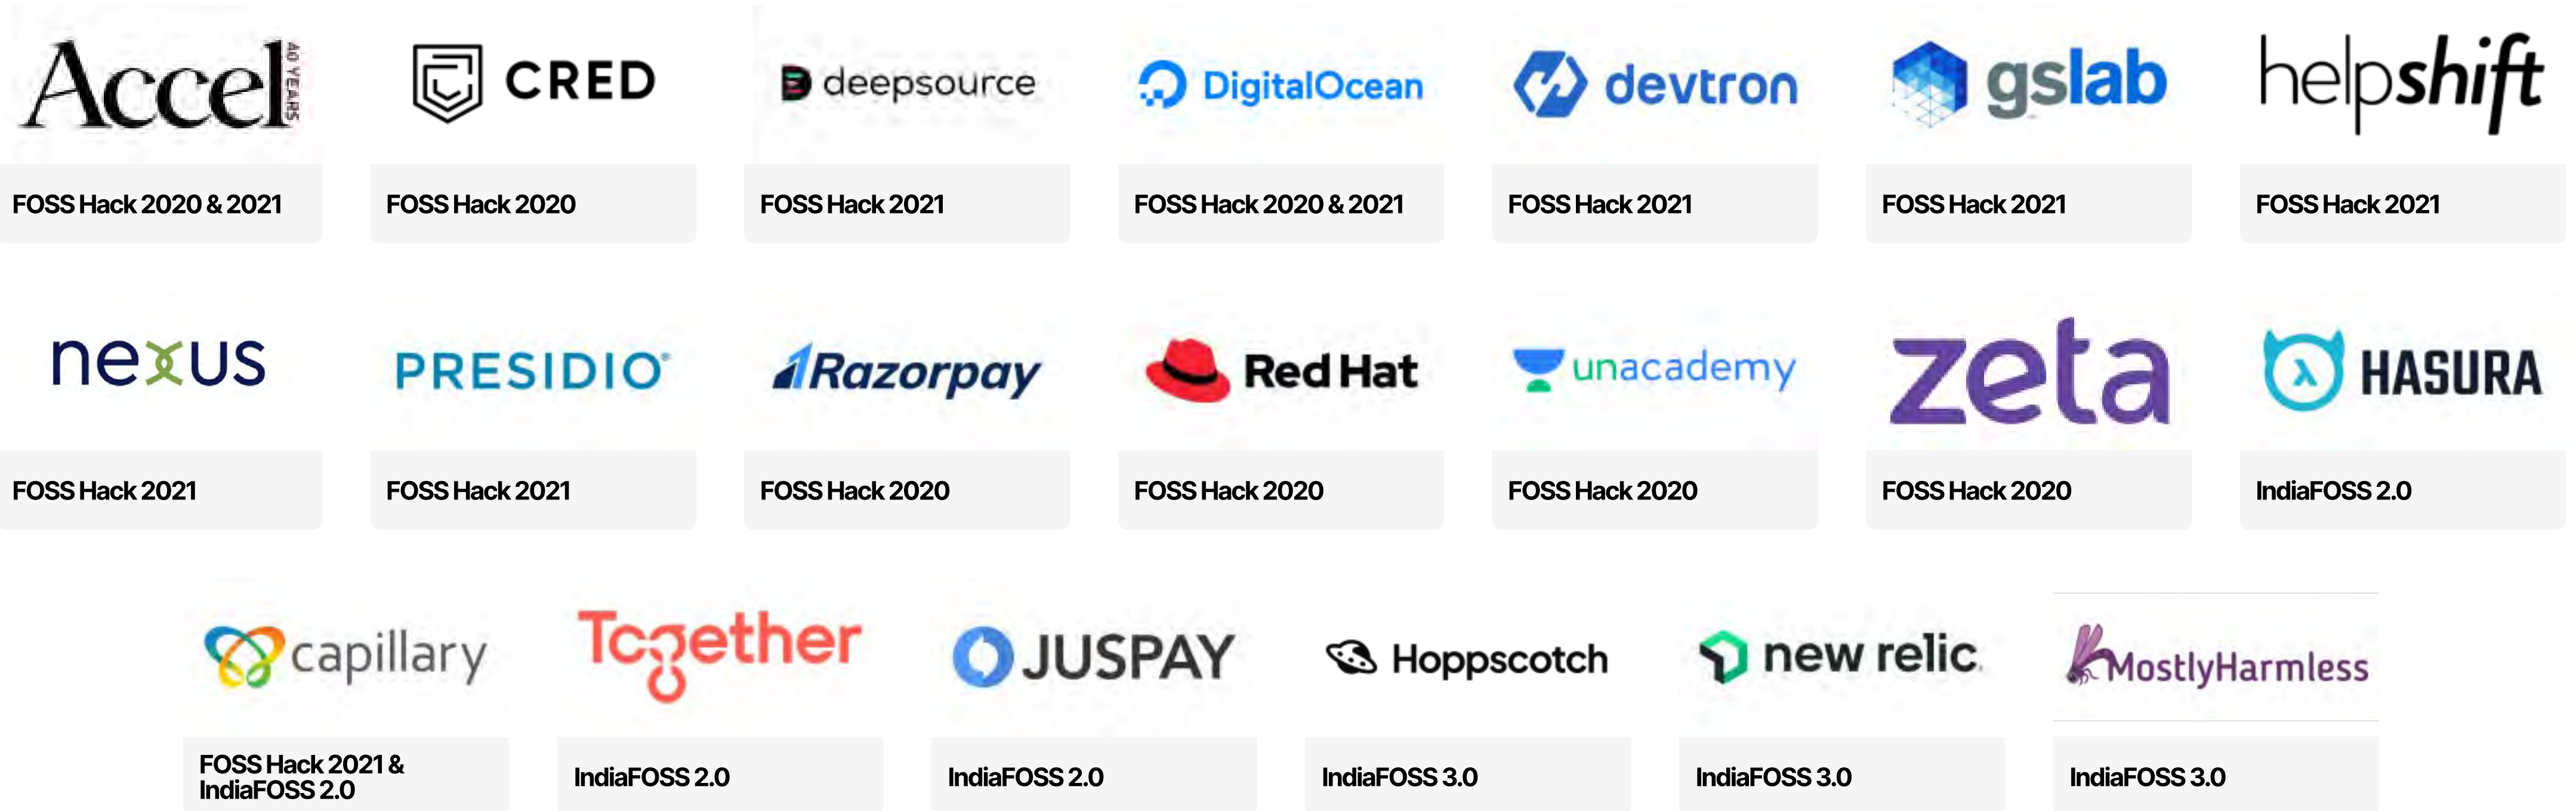 Accel 40 YEARS
CRED
deepsource
DigitalOcean
devtron
gslab
helpshift
FOSS Hack 2020 & 2021
FOSS Hack 2020
FOSS Hack 2021
FOSS Hack 2020 & 2021
FOSS Hack 2021
FOSS Hack 2021
FOSS Hack 2021
nexus
PRESIDIO®
Razorpay
Red Hat
unacademy
zeta
HASURA
FOSS Hack 2021
FOSS Hack 2021
FOSS Hack 2020
FOSS Hack 2020
FOSS Hack 2020
FOSS Hack 2020
IndiaFOSS 2.0
capillary
Together
JUSPAY
Hoppscotch
new relic
MostlyHarmless
FOSS Hack 2021 &
IndiaFOSS 2.0
IndiaFOSS 2.0
IndiaFOSS 2.0
IndiaFOSS 3.0
IndiaFOSS 3.0
IndiaFOSS 3.0